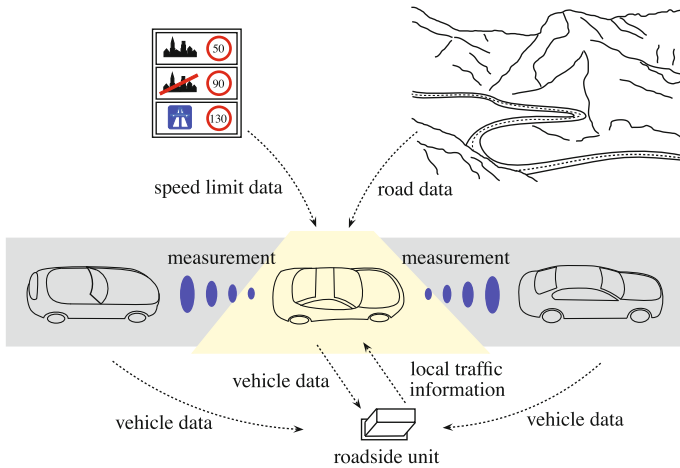 50
90
130
speed limit data
road data
measurement
measurement
vehicle data
local traffic
information
vehicle data
vehicle data
roadside unit